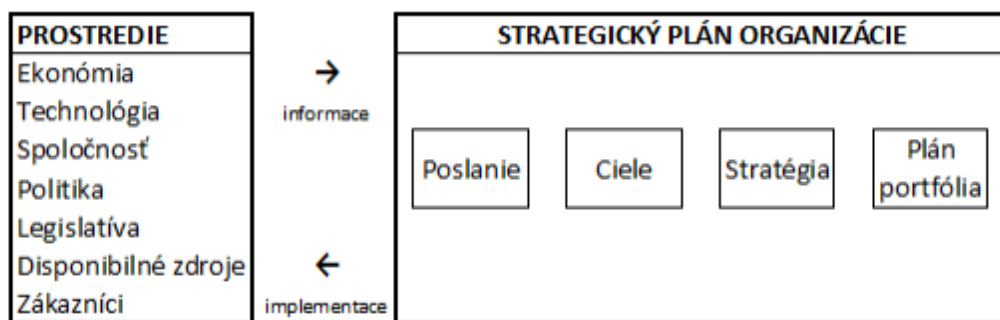 PROSTREDIE
Ekonómia
Technológia
Spoločnosť
Politika
Legislatíva
Disponibilné zdroje
Zákazníci
→
informace
←
implementace
STRATEGICKÝ PLÁN ORGANIZÁCIE
Poslanie
Ciele
Stratégia
Plán
portfólia